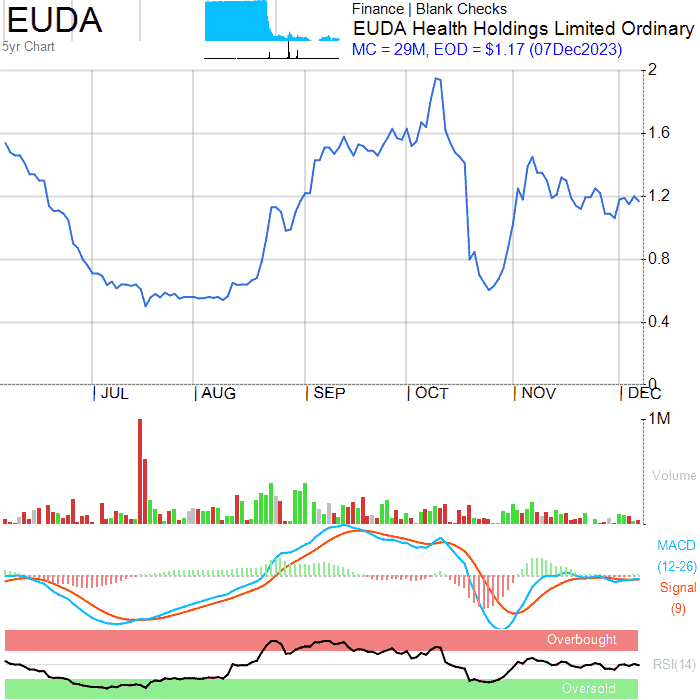 EUDA
5yr Chart
Finance | Blank Checks
EUDA Health Holdings Limited Ordinary
MC = 29M, EOD = $1.17 (07Dec2023)
2
1.6
1.2
0.8
0.4
0
JUL
AUG
SEP
OCT
NOV
DEC
1M
Volume
MACD
(12-26)
Signal
(9)
Overbought
RSI(14)
Oversold